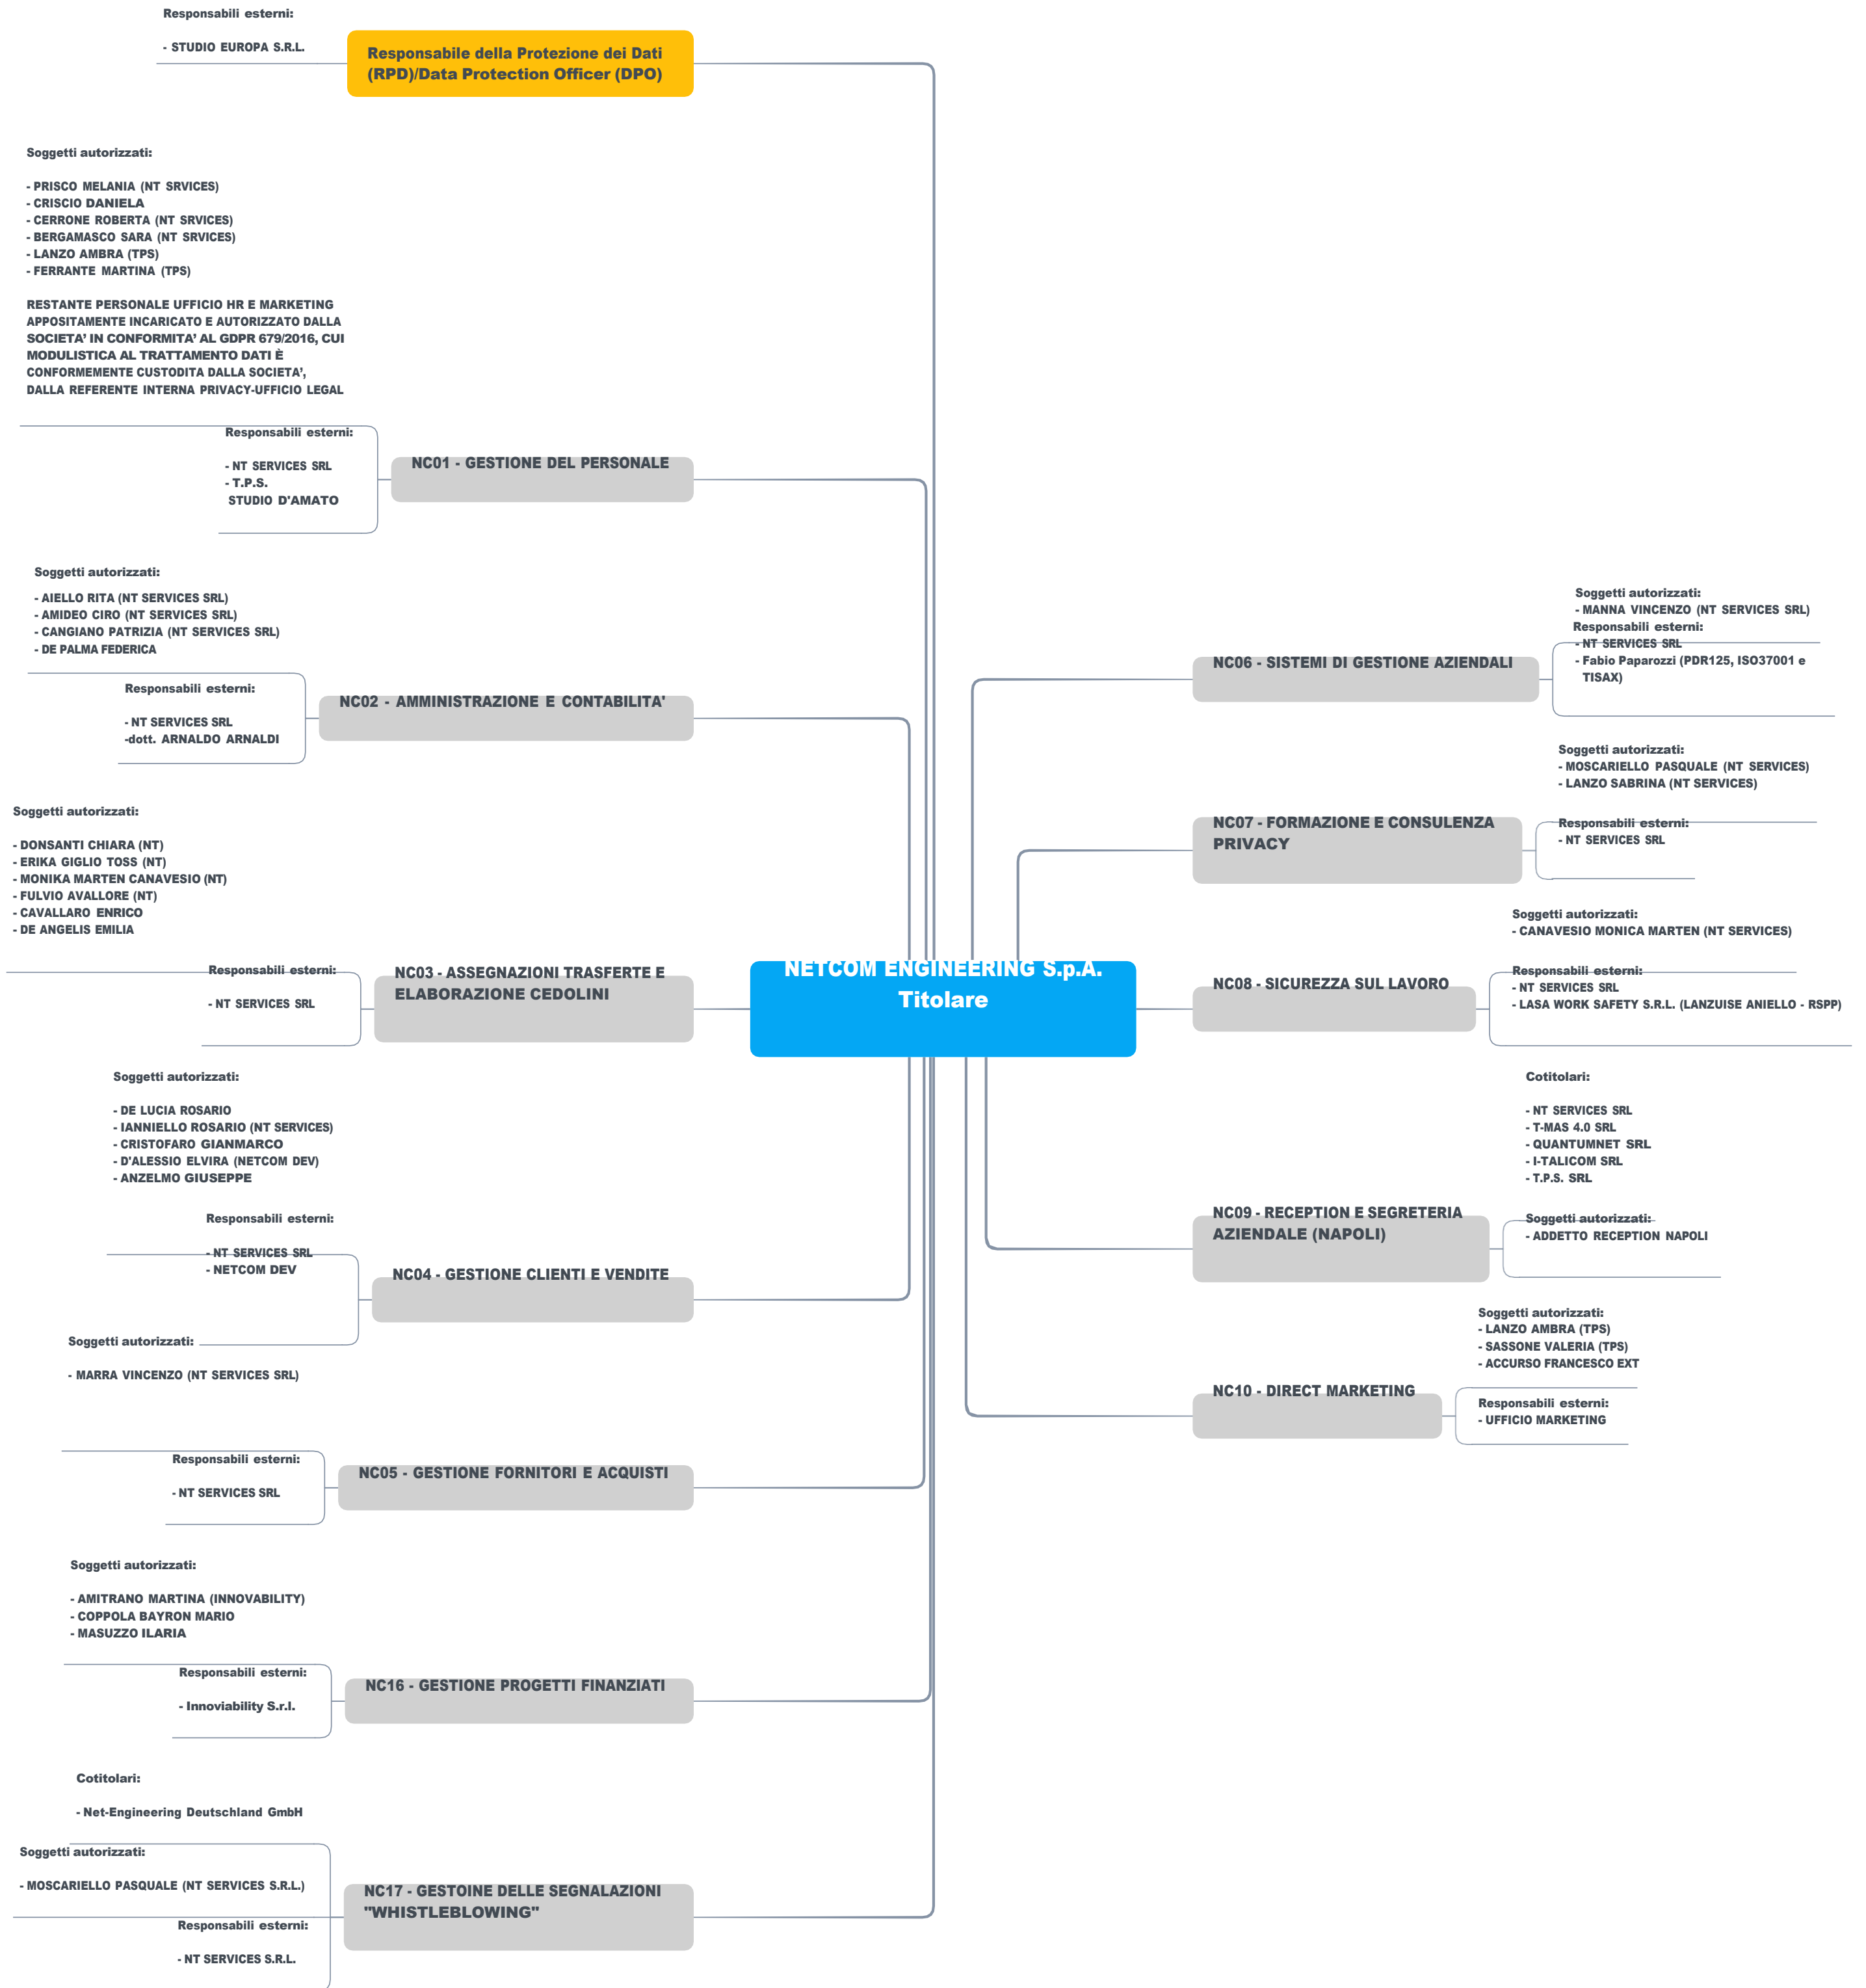 Responsabili esterni:
- STUDIO EUROPA S.R.L.
Responsabile della Protezione dei Dati
(RPD)/Data Protection Officer (DPO)
Soggetti autorizzati:
- PRISCO MELANIA (NT SRVICES)
- CRISCIO DANIELA
- CERRONE ROBERTA (NT SRVICES)
- BERGAMASCO SARA (NT SRVICES)
- LANZO AMBRA (TPS)
- FERRANTE MARTINA (TPS)
RESTANTE PERSONALE UFFICIO HR E MARKETING
APPOSITAMENTE INCARICATO E AUTORIZZATO DALLA
SOCIETA’ IN CONFORMITA’ AL GDPR 679/2016, CUI
MODULISTICA AL TRATTAMENTO DATI È
CONFORMEMENTE CUSTODITA DALLA SOCIETA’,
DALLA REFERENTE INTERNA PRIVACY-UFFICIO LEGAL
Responsabili esterni:
- NT SERVICES SRL
- T.P.S.
STUDIO D'AMATO
NC01 - GESTIONE DEL PERSONALE
Soggetti autorizzati:
- AIELLO RITA (NT SERVICES SRL)
- AMIDEO CIRO (NT SERVICES SRL)
- CANGIANO PATRIZIA (NT SERVICES SRL)
- DE PALMA FEDERICA
Responsabili esterni:
- NT SERVICES SRL
-dott. ARNALDO ARNALDI
NC02 - AMMINISTRAZIONE E CONTABILITA'
Soggetti autorizzati:
- DONSANTI CHIARA (NT)
- ERIKA GIGLIO TOSS (NT)
- MONIKA MARTEN CANAVESIO (NT)
- FULVIO AVALLORE (NT)
- CAVALLARO ENRICO
- DE ANGELIS EMILIA
Responsabili esterni:
- NT SERVICES SRL
NC03 - ASSEGNAZIONI TRASFERTE E
ELABORAZIONE CEDOLINI
NETCOM ENGINEERING S.p.A.
Titolare
Soggetti autorizzati:
- DE LUCIA ROSARIO
- IANNIELLO ROSARIO (NT SERVICES)
- CRISTOFARO GIANMARCO
- D'ALESSIO ELVIRA (NETCOM DEV)
- ANZELMO GIUSEPPE
Responsabili esterni:
- NT SERVICES SRL
- NETCOM DEV
NC04 - GESTIONE CLIENTI E VENDITE
Soggetti autorizzati:
- MARRA VINCENZO (NT SERVICES SRL)
Responsabili esterni:
- NT SERVICES SRL
NC05 - GESTIONE FORNITORI E ACQUISTI
Soggetti autorizzati:
- AMITRANO MARTINA (INNOVABILITY)
- COPPOLA BAYRON MARIO
- MASUZZO ILARIA
Responsabili esterni:
- Innoviability S.r.l.
NC16 - GESTIONE PROGETTI FINANZIATI
Cotitolari:
- Net-Engineering Deutschland GmbH
Soggetti autorizzati:
- MOSCARIELLO PASQUALE (NT SERVICES S.R.L.)
Responsabili esterni:
- NT SERVICES S.R.L.
NC17 - GESTOINE DELLE SEGNALAZIONI
"WHISTLEBLOWING"
NC06 - SISTEMI DI GESTIONE AZIENDALI
Soggetti autorizzati:
- MANNA VINCENZO (NT SERVICES SRL)
Responsabili esterni:
- NT SERVICES SRL
- Fabio Paparozzi (PDR125, ISO37001 e
TISAX)
NC07 - FORMAZIONE E CONSULENZA
PRIVACY
Soggetti autorizzati:
- MOSCARIELLO PASQUALE (NT SERVICES)
- LANZO SABRINA (NT SERVICES)
Responsabili esterni:
- NT SERVICES SRL
NC08 - SICUREZZA SUL LAVORO
Soggetti autorizzati:
- CANAVESIO MONICA MARTEN (NT SERVICES)
Responsabili esterni:
- NT SERVICES SRL
- LASA WORK SAFETY S.R.L. (LANZUISE ANIELLO - RSPP)
NC09 - RECEPTION E SEGRETERIA
AZIENDALE (NAPOLI)
Cotitolari:
- NT SERVICES SRL
- T-MAS 4.0 SRL
- QUANTUMNET SRL
- I-TALICOM SRL
- T.P.S. SRL
Soggetti autorizzati:
- ADDETTO RECEPTION NAPOLI
NC10 - DIRECT MARKETING
Soggetti autorizzati:
- LANZO AMBRA (TPS)
- SASSONE VALERIA (TPS)
- ACCURSO FRANCESCO EXT
Responsabili esterni:
- UFFICIO MARKETING